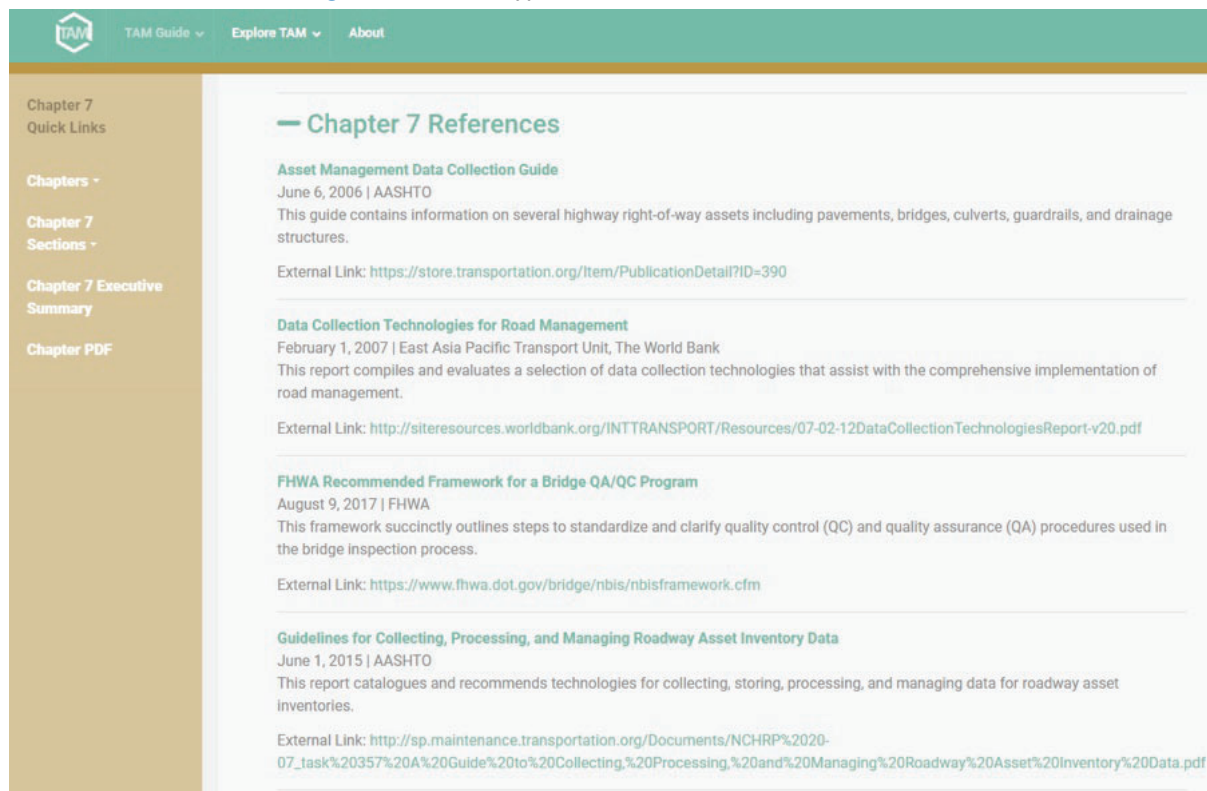 TAM
TAM Guide
Explore TAM
About
Chapter 7
Quick Links
Chapters
Chapter 7
Sections
Chapter 7 Executive
Summary
Chapter PDF
Chapter 7 References
Asset Management Data Collection Guide
June 6, 2006 | AASHTO
This guide contains information on several highway right-of-way assets including pavements, bridges, culverts, guardrails, and drainage
structures.
External Link: https://store.transportation.org/Item/PublicationDetail?ID=390
Data Collection Technologies for Road Management
February 1, 2007 | East Asia Pacific Transport Unit, The World Bank
This report compiles and evaluates a selection of data collection technologies that assist with the comprehensive implementation of
road management.
External Link: http://siteresources.worldbank.org/INTTRANSPORT/Resources/07-02-12DataCollectionTechnologiesReport-v20.pdf
FHWA Recommended Framework for a Bridge QA/QC Program
August 9, 2017 | FHWA
This framework succinctly outlines steps to standardize and clarify quality control (QC) and quality assurance (QA) procedures used in
the bridge inspection process.
External Link: https://www.fhwa.dot.gov/bridge/nbis/nbisframework.cfm
Guidelines for Collecting, Processing, and Managing Roadway Asset Inventory Data
June 1, 2015 | AASHTO
This report catalogues and recommends technologies for collecting, storing, processing, and managing data for roadway asset
inventories.
External Link: http://sp.maintenance.transportation.org/Documents/NCHRP%2020-
07_task%20357%20A%20Guide%20to%20Collecting,%20Processing,%20and%20Managing%20Roadway%20Asset%20Inventory%20Data.pdf